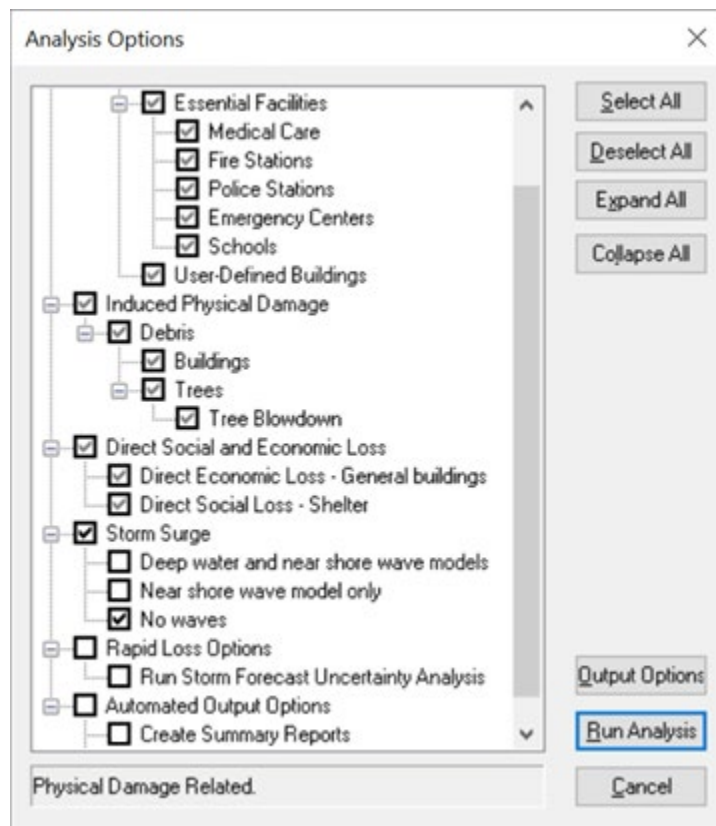 Analysis Options
Essential Facilities
Medical Care
Fire Stations
Police Stations
Emergency Centers
Schools
User-Defined Buildings
Induced Physical Damage
Debris
Buildings
Trees
Tree Blowdown
Direct Social and Economic Loss
Direct Economic Loss - General buildings
Direct Social Loss - Shelter
Storm Surge
Deep water and near shore wave models
Near shore wave model only
No waves
Rapid Loss Options
Run Storm Forecast Uncertainty Analysis
Automated Output Options
Create Summary Reports
Physical Damage Related.
Select All
Deselect All
Expand All
Collapse All
Output Options
Run Analysis
Cancel